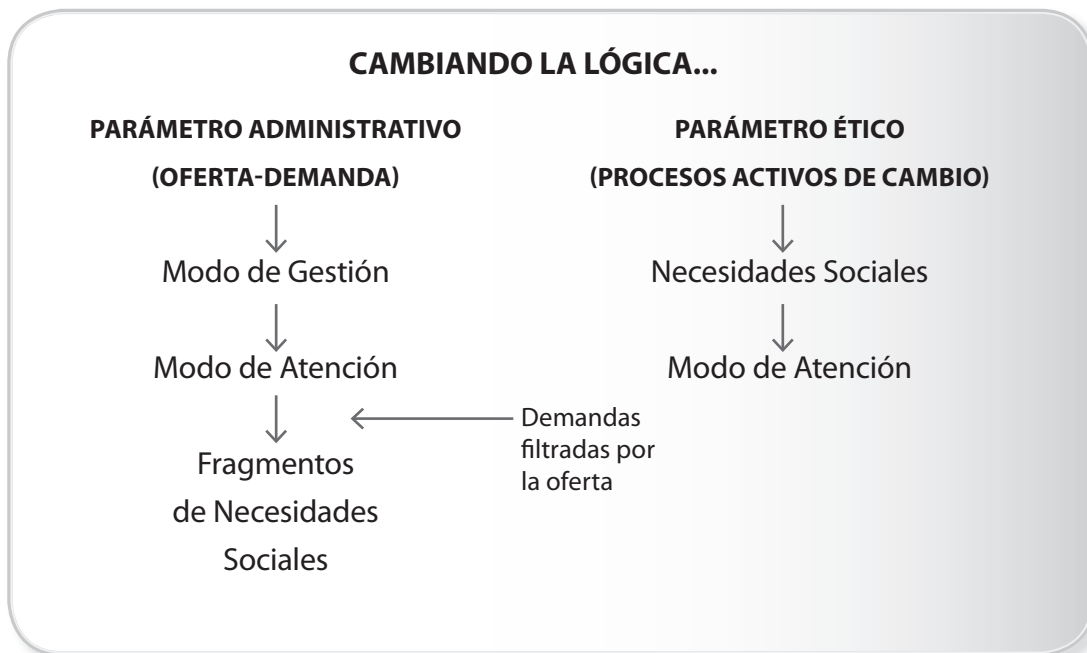 CAMBIANDO LA LÓGICA...
PARÁMETRO ADMINISTRATIVO
(OFERTA-DEMANDA)
Modo de Gestión
Modo de Atención
Fragmentos
de Necesidades
Sociales
Demandas
filtradas por
la oferta
PARÁMETRO ÉTICO
(PROCESOS ACTIVOS DE CAMBIO)
Necesidades Sociales
Modo de Atención